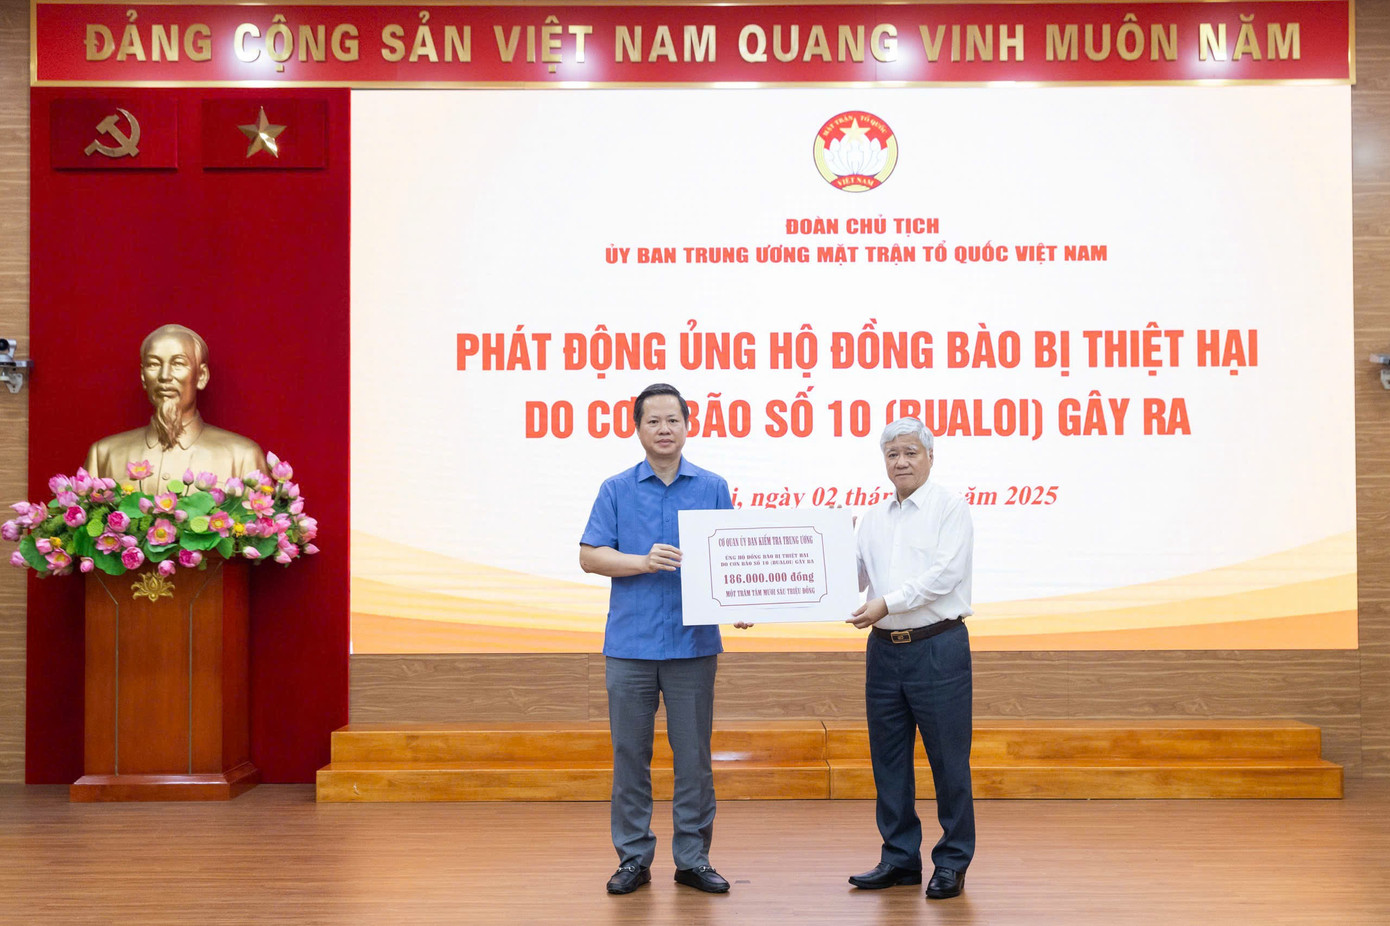 ĐẢNG CỘNG SẢN VIỆT NAM QUANG VINH MUÔN NĂM
MẶT TRẬN TỔ QUỐC
VIỆT NAM
ĐOÀN CHỦ TỊCH
ỦY BAN TRUNG ƯƠNG MẶT TRẬN TỔ QUỐC VIỆT NAM
PHÁT ĐỘNG ỦNG HỘ ĐỒNG BÀO BỊ THIỆT HẠI
DO CƠN BÃO SỐ 10 (BUALOI) GÂY RA
ngày 02 năm 2025
CƠ QUAN ỦY BAN KIỂM TRA TRUNG ƯƠNG
ỦNG HỘ ĐỒNG BÀO BỊ THIỆT HẠI
DO CƠN BÃO SỐ 10 (BUALOI) GÂY RA
186.000.000 đồng
MỘT TRĂM TÁM MƯƠI SÁU TRIỆU ĐỒNG